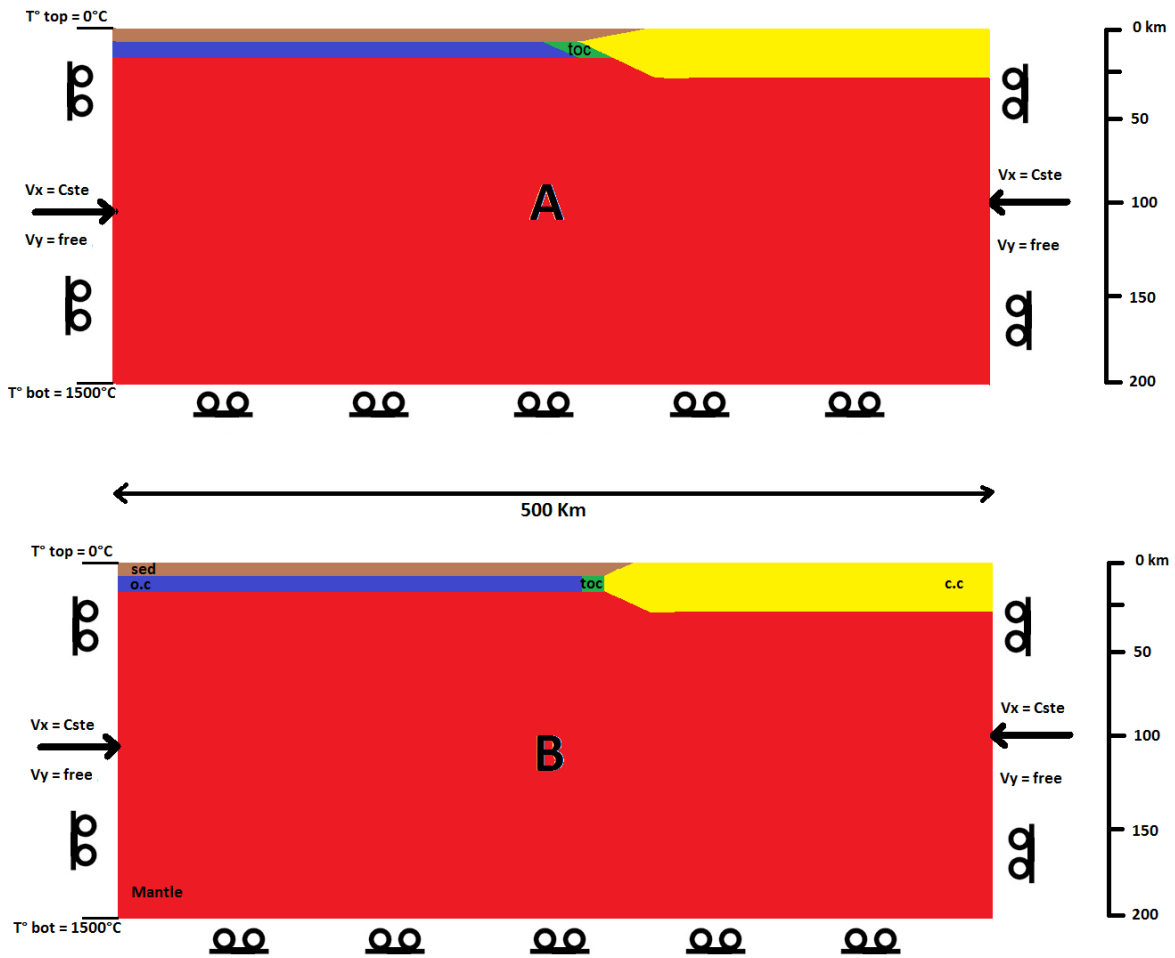 T° top = 0°C
0 km
toc
50
Vx = Cste
Vx = Cste
A
100
Vy = free
Vy = free
150
T° bot = 1500°C
200
500 Km
T° top = 0°C
0 km
sed
o.c
toc
c.c
50
Vx = Cste
Vx = Cste
B
100
Vy = free
Vy = free
150
Mantle
T° bot = 1500°C
200